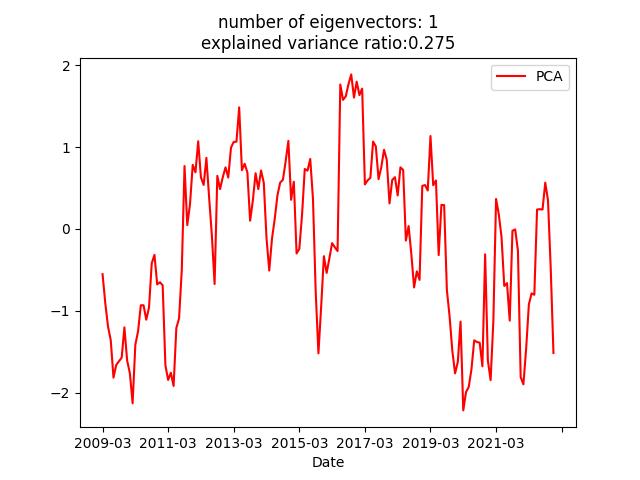 number of eigenvectors: 1
explained variance ratio:0.275
PCA
2
1
0
−1
−2
2009-03 2011-03 2013-03 2015-03 2017-03 2019-03 2021-03
Date